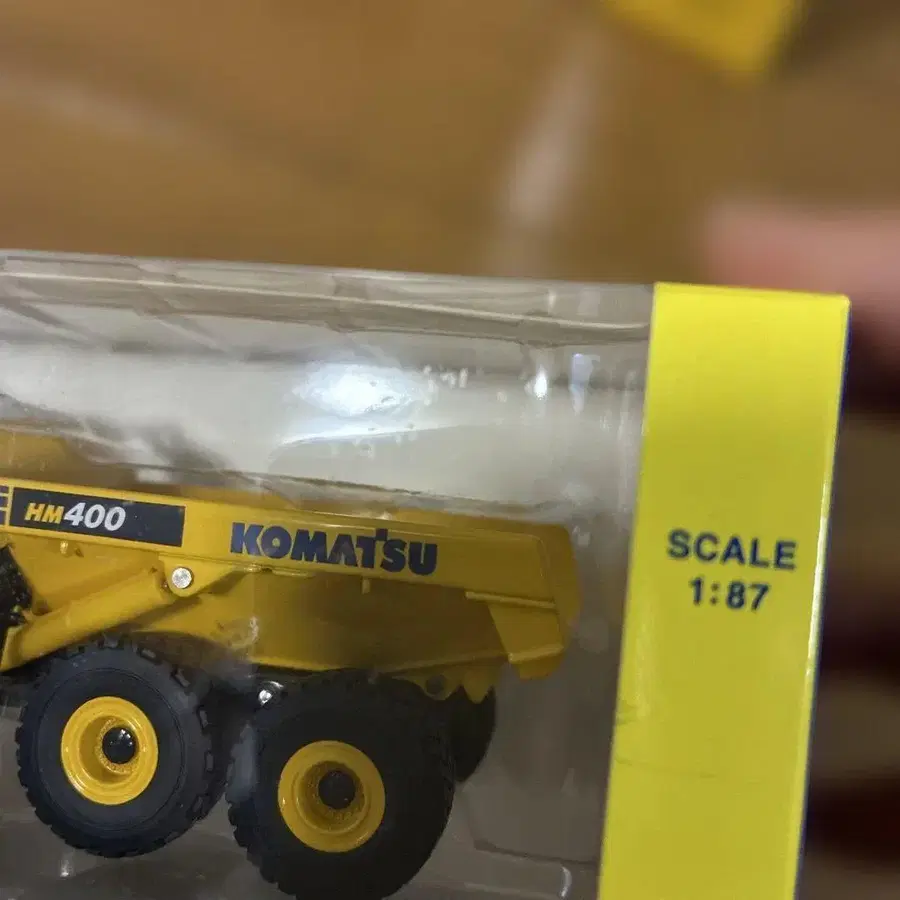 HM400
KOMATSU
SCALE
1:87